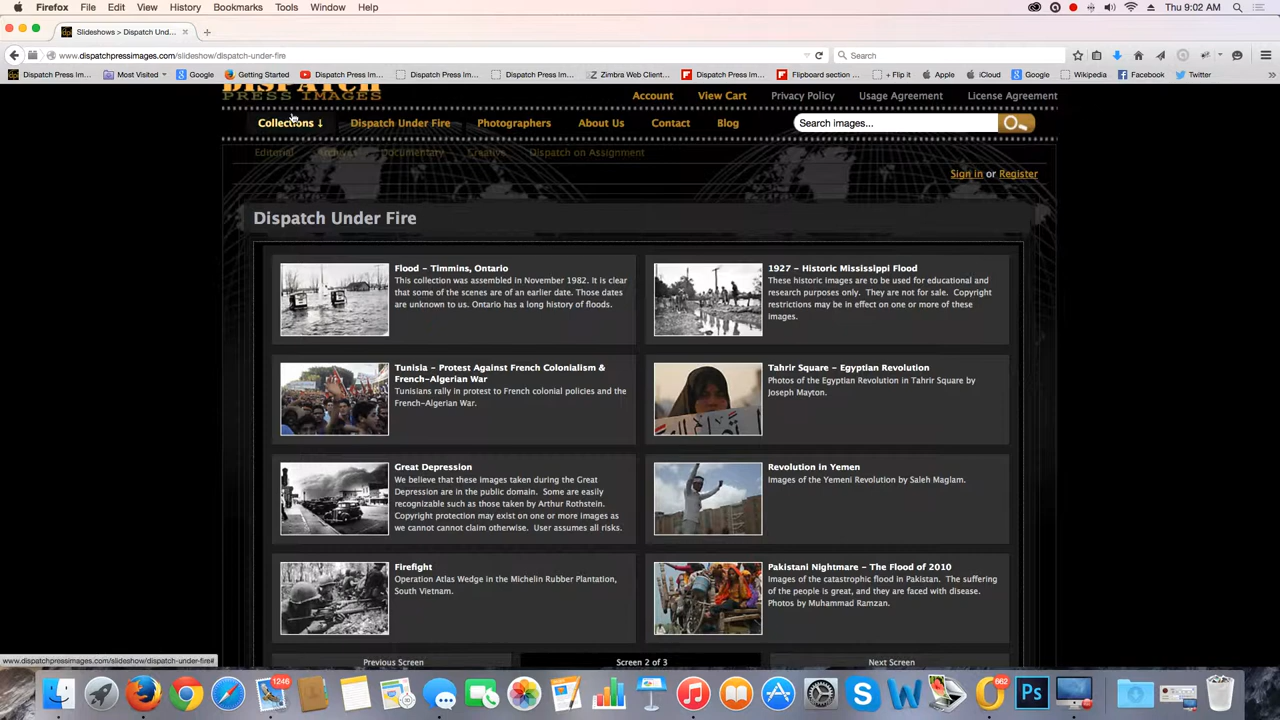 Firefox File Edit View History Bookmarks Tools Window Help Thu 9:02 AM
Slideshows > Dispatch Und...
www.dispatchpressimages.com/slideshow/dispatch-under-fire Search
Dispatch Press Im... Most Visited Google Getting Started Dispatch Press Im... Dispatch Press Im... Dispatch Press Im... Zimbra Web Client... Dispatch Press Im... Flipboard section ... + Flip it Apple iCloud Google Wikipedia Facebook Twitter
DISPATCH
PRESS IMAGES
Account View Cart Privacy Policy Usage Agreement License Agreement
Collections ↓ Dispatch Under Fire Photographers About Us Contact Blog Search images...
Editorial Archives Documentary Creative Dispatch on Assignment
Sign in or Register
Dispatch Under Fire
Flood – Timmins, Ontario
This collection was assembled in November 1982. It is clear
that some of the scenes are of an earlier date. Those dates
are unknown to us. Ontario has a long history of floods.
1927 – Historic Mississippi Flood
These historic images are to be used for educational and
research purposes only. They are not for sale. Copyright
restrictions may be in effect on one or more of these
images.
Tunisia – Protest Against French Colonialism &
French-Algerian War
Tunisians rally in protest to French colonial policies and the
French-Algerian War.
Tahrir Square – Egyptian Revolution
Photos of the Egyptian Revolution in Tahrir Square by
Joseph Mayton.
Great Depression
We believe that these images taken during the Great
Depression are in the public domain. Some are easily
recognizable such as those taken by Arthur Rothstein.
Copyright protection may exist on one or more images as
we cannot cannot claim otherwise. User assumes all risks.
Revolution in Yemen
Images of the Yemeni Revolution by Saleh Maglam.
Firefight
Operation Atlas Wedge in the Michelin Rubber Plantation,
South Vietnam.
Pakistani Nightmare – The Flood of 2010
Images of the catastrophic flood in Pakistan. The suffering
of the people is great, and they are faced with disease.
Photos by Muhammad Ramzan.
Previous Screen Screen 2 of 3 Next Screen
www.dispatchpressimages.com/slideshow/dispatch-under-fire#
1246
662
Ps